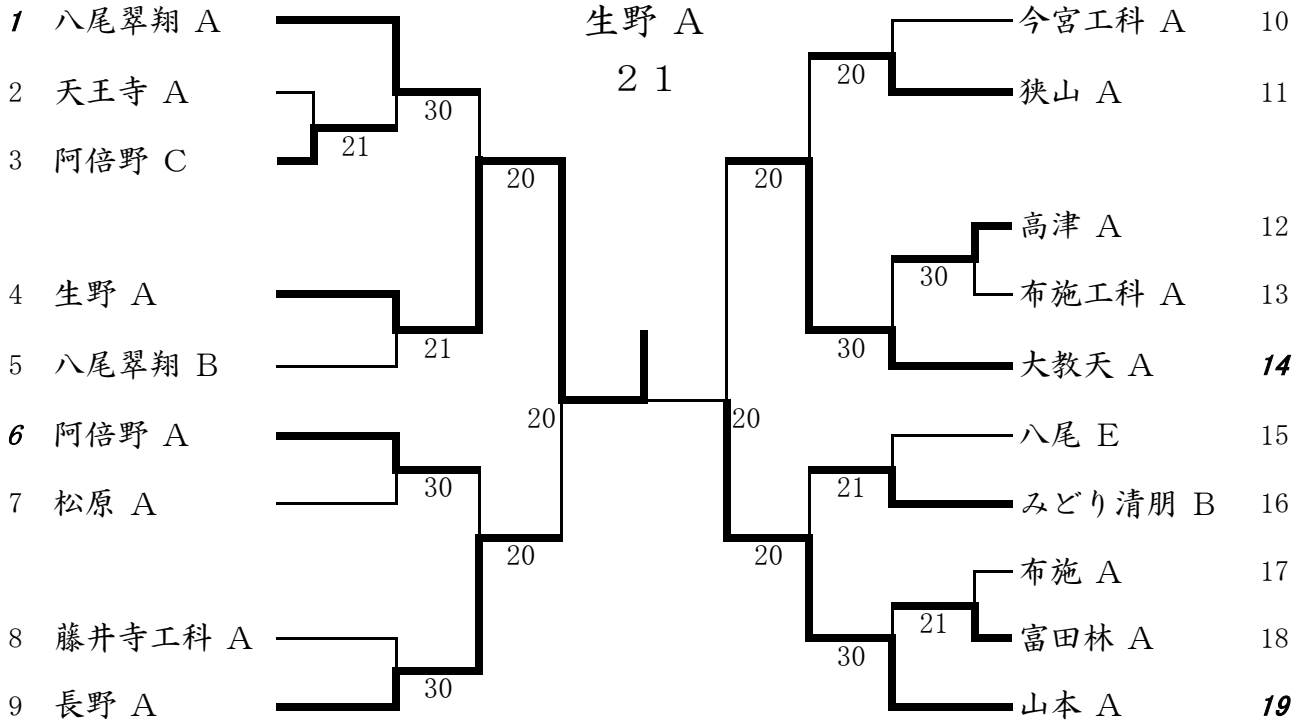 生野 A
２１
1 八尾翠翔 A
2 天王寺 A
3 阿倍野 C
4 生野 A
5 八尾翠翔 B
6 阿倍野 A
7 松原 A
8 藤井寺工科 A
9 長野 A
30
21
20
21
20
30
20
30
今宮工科 A 10
狭山 A 11
高津 A 12
布施工科 A 13
大教天 A 14
八尾 E 15
みどり清朋 B 16
布施 A 17
富田林 A 18
山本 A 19
20
20
30
30
20
21
20
21
30